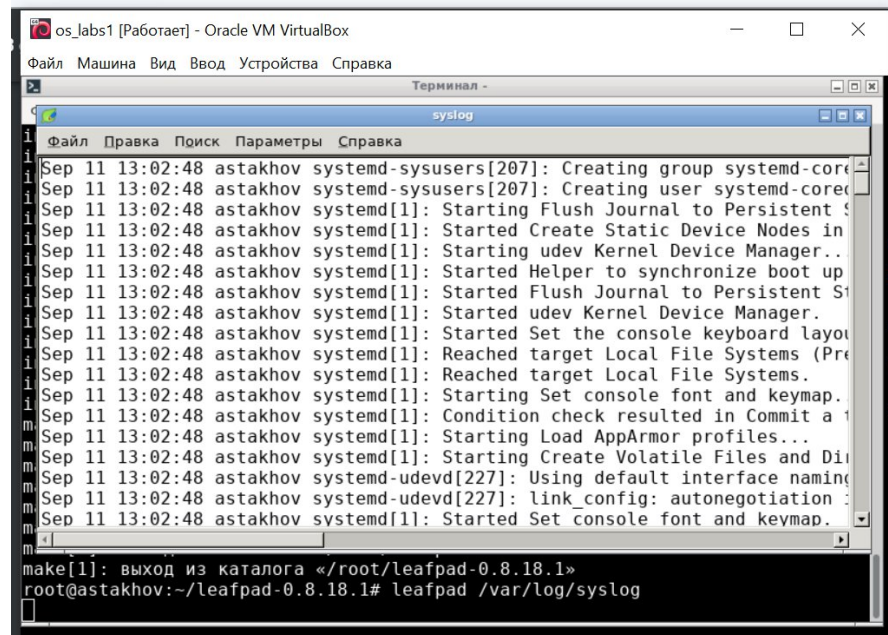 os_labs1 [Работает] - Oracle VM VirtualBox
Файл Машина Вид Ввод Устройства Справка
Терминал -
syslog
Файл Правка Поиск Параметры Справка
Sep 11 13:02:48 astakhov systemd-sysusers[207]: Creating group systemd-core
Sep 11 13:02:48 astakhov systemd-sysusers[207]: Creating user systemd-cored
Sep 11 13:02:48 astakhov systemd[1]: Starting Flush Journal to Persistent S
Sep 11 13:02:48 astakhov systemd[1]: Started Create Static Device Nodes in
Sep 11 13:02:48 astakhov systemd[1]: Starting udev Kernel Device Manager...
Sep 11 13:02:48 astakhov systemd[1]: Started Helper to synchronize boot up
Sep 11 13:02:48 astakhov systemd[1]: Started Flush Journal to Persistent St
Sep 11 13:02:48 astakhov systemd[1]: Started udev Kernel Device Manager.
Sep 11 13:02:48 astakhov systemd[1]: Started Set the console keyboard layou
Sep 11 13:02:48 astakhov systemd[1]: Reached target Local File Systems (Pre
Sep 11 13:02:48 astakhov systemd[1]: Reached target Local File Systems.
Sep 11 13:02:48 astakhov systemd[1]: Starting Set console font and keymap..
Sep 11 13:02:48 astakhov systemd[1]: Condition check resulted in Commit a t
Sep 11 13:02:48 astakhov systemd[1]: Starting Load AppArmor profiles...
Sep 11 13:02:48 astakhov systemd[1]: Starting Create Volatile Files and Dir
Sep 11 13:02:48 astakhov systemd-udevd[227]: Using default interface naming
Sep 11 13:02:48 astakhov systemd-udevd[227]: link_config: autonegotiation
Sep 11 13:02:48 astakhov systemd[1]: Started Set console font and keymap.
make[1]: выход из каталога «/root/leafpad-0.8.18.1»
root@astakhov:~/leafpad-0.8.18.1# leafpad /var/log/syslog